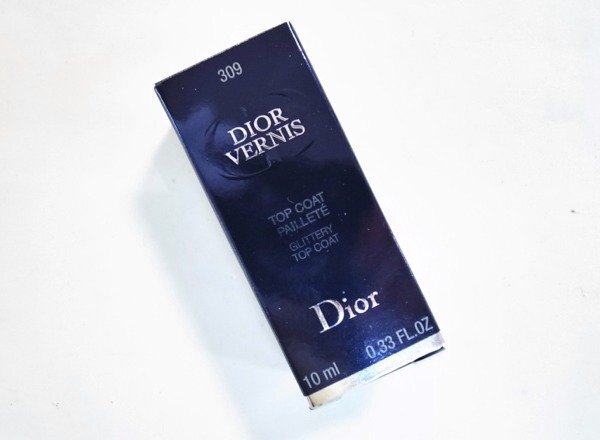 309
DIOR
VERNIS
TOP COAT
PAILLETÉ
GLITTERY
TOP COAT
Dior
10 ml 0.33 FL.OZ